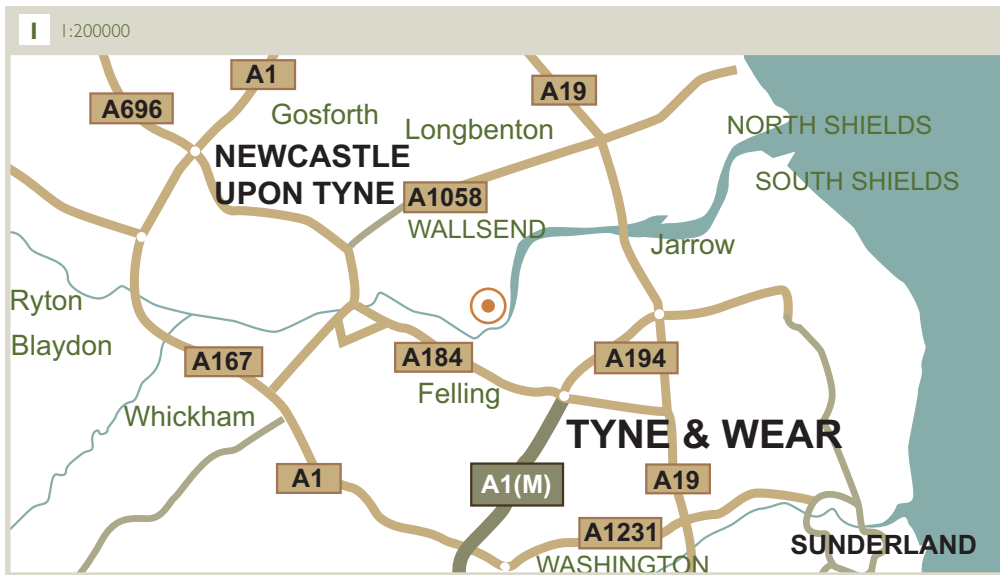 I 1:200000
A1
A696
A19
Gosforth
Longbenton
NORTH SHIELDS
NEWCASTLE
UPON TYNE
SOUTH SHIELDS
A1058
WALLSEND
Jarrow
Ryton
Blaydon
A167
A184
A194
Felling
Whickham
TYNE & WEAR
A1
A1(M)
A19
A1231
SUNDERLAND
WASHINGTON